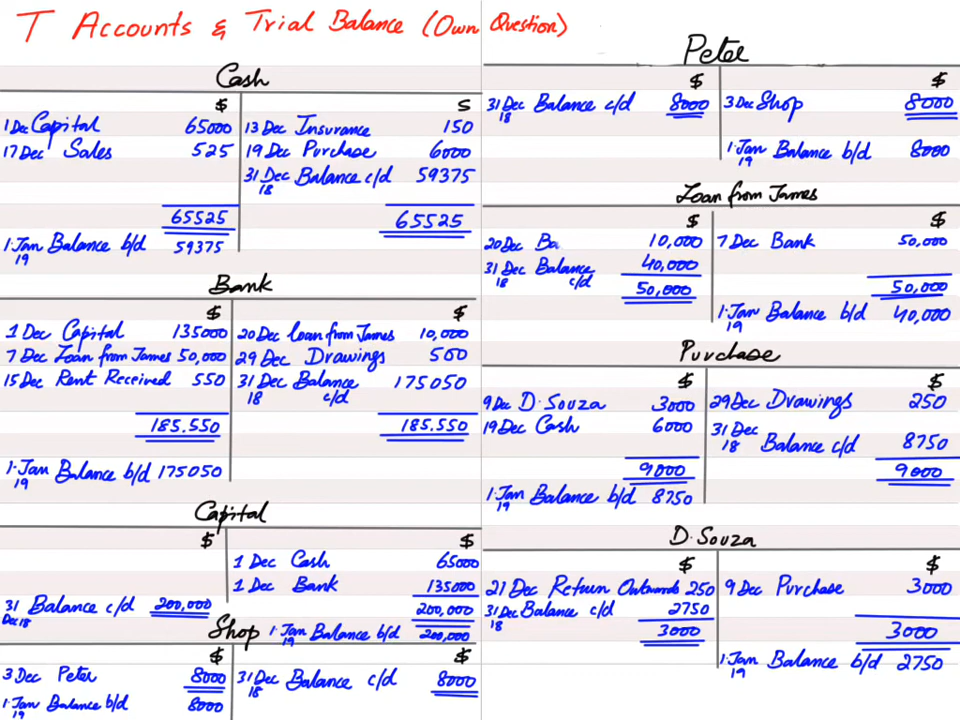 T Accounts & Trial Balance (Own Question)
Cash
$ $
1 Dec Capital 65000 13 Dec Insurance 150
17 Dec Sales 525 19 Dec Purchase 6000
31 Dec 18 Balance c/d 59375
65525 65525
1 Jan 19 Balance b/d 59375
Bank
$ $
1 Dec Capital 135000 20 Dec loan from James 10,000
7 Dec Loan from James 50,000 29 Dec Drawings 500
15 Dec Rent Received 550 31 Dec 18 Balance c/d 175050
185.550 185.550
1 Jan 19 Balance b/d 175050
Capital
$ $
1 Dec Cash 65000
1 Dec Bank 135000
31 Dec 18 Balance c/d 200,000 200,000
1 Jan 19 Balance b/d 200,000
Shop
$ $
3 Dec Peter 8000 31 Dec 18 Balance c/d 8000
1 Jan 19 Balance b/d 8000
Peter
$ $
31 Dec 18 Balance c/d 8000 3 Dec Shop 8000
1 Jan 19 Balance b/d 8000
Loan from James
$ $
20 Dec Ba 10,000 7 Dec Bank 50,000
31 Dec 18 Balance c/d 40,000
50,000 50,000
1 Jan 19 Balance b/d 40,000
Purchase
$ $
9 Dec D. Souza 3000 29 Dec Drawings 250
19 Dec Cash 6000 31 Dec 18 Balance c/d 8750
9000 9000
1 Jan 19 Balance b/d 8750
D. Souza
$ $
21 Dec Return Outwards 250 9 Dec Purchase 3000
31 Dec 18 Balance c/d 2750
3000 3000
1 Jan 19 Balance b/d 2750